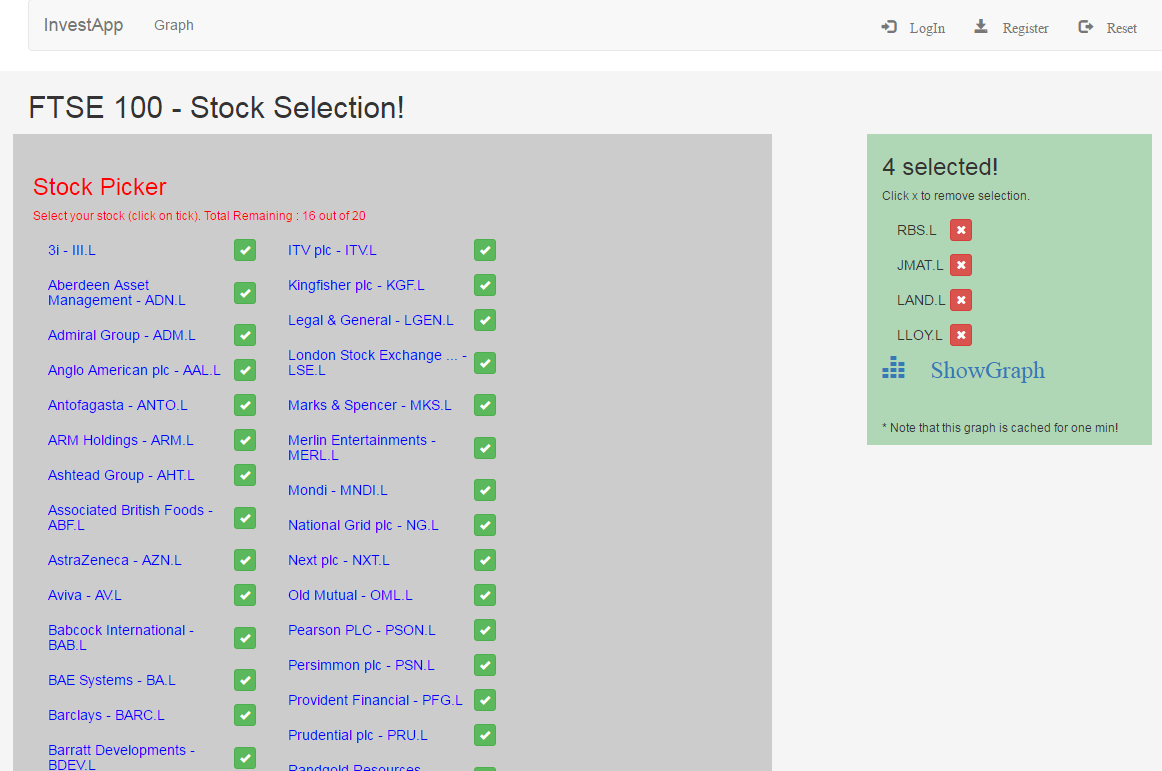 InvestApp Graph LogIn Register Reset
FTSE 100 - Stock Selection!
Stock Picker
Select your stock (click on tick). Total Remaining : 16 out of 20
3i - III.L
Aberdeen Asset
Management - ADN.L
Admiral Group - ADM.L
Anglo American plc - AAL.L
Antofagasta - ANTO.L
ARM Holdings - ARM.L
Ashtead Group - AHT.L
Associated British Foods -
ABF.L
AstraZeneca - AZN.L
Aviva - AV.L
Babcock International -
BAB.L
BAE Systems - BA.L
Barclays - BARC.L
Barratt Developments -
BDEV.L
ITV plc - ITV.L
Kingfisher plc - KGF.L
Legal & General - LGEN.L
London Stock Exchange ... -
LSE.L
Marks & Spencer - MKS.L
Merlin Entertainments -
MERL.L
Mondi - MNDI.L
National Grid plc - NG.L
Next plc - NXT.L
Old Mutual - OML.L
Pearson PLC - PSON.L
Persimmon plc - PSN.L
Provident Financial - PFG.L
Prudential plc - PRU.L
Randgold Resources
4 selected!
Click x to remove selection.
RBS.L
JMAT.L
LAND.L
LLOY.L
ShowGraph
* Note that this graph is cached for one min!